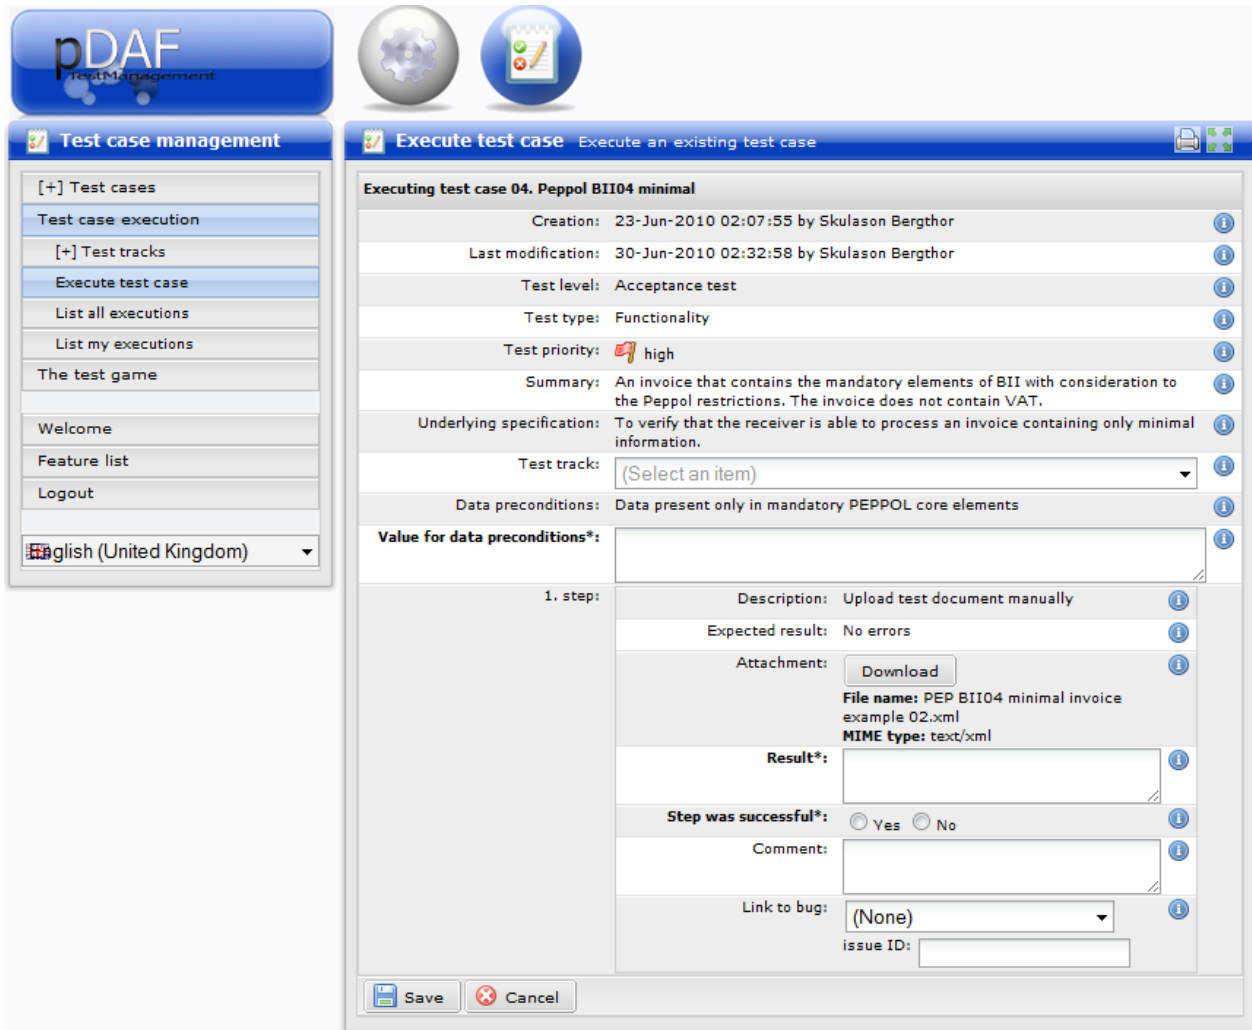 pDAF
TestManagement
Test case management
[+] Test cases
Test case execution
[+] Test tracks
Execute test case
List all executions
List my executions
The test game
Welcome
Feature list
Logout
English (United Kingdom)
Execute test case Execute an existing test case
Executing test case 04. Peppol BII04 minimal
Creation: 23-Jun-2010 02:07:55 by Skulason Bergthor
Last modification: 30-Jun-2010 02:32:58 by Skulason Bergthor
Test level: Acceptance test
Test type: Functionality
Test priority: high
Summary: An invoice that contains the mandatory elements of BII with consideration to
the Peppol restrictions. The invoice does not contain VAT.
Underlying specification: To verify that the receiver is able to process an invoice containing only minimal
information.
Test track: (Select an item)
Data preconditions: Data present only in mandatory PEPPOL core elements
Value for data preconditions*:
1. step:
Description: Upload test document manually
Expected result: No errors
Attachment: Download
File name: PEP BII04 minimal invoice
example 02.xml
MIME type: text/xml
Result*:
Step was successful*: Yes No
Comment:
Link to bug: (None)
issue ID:
Save Cancel